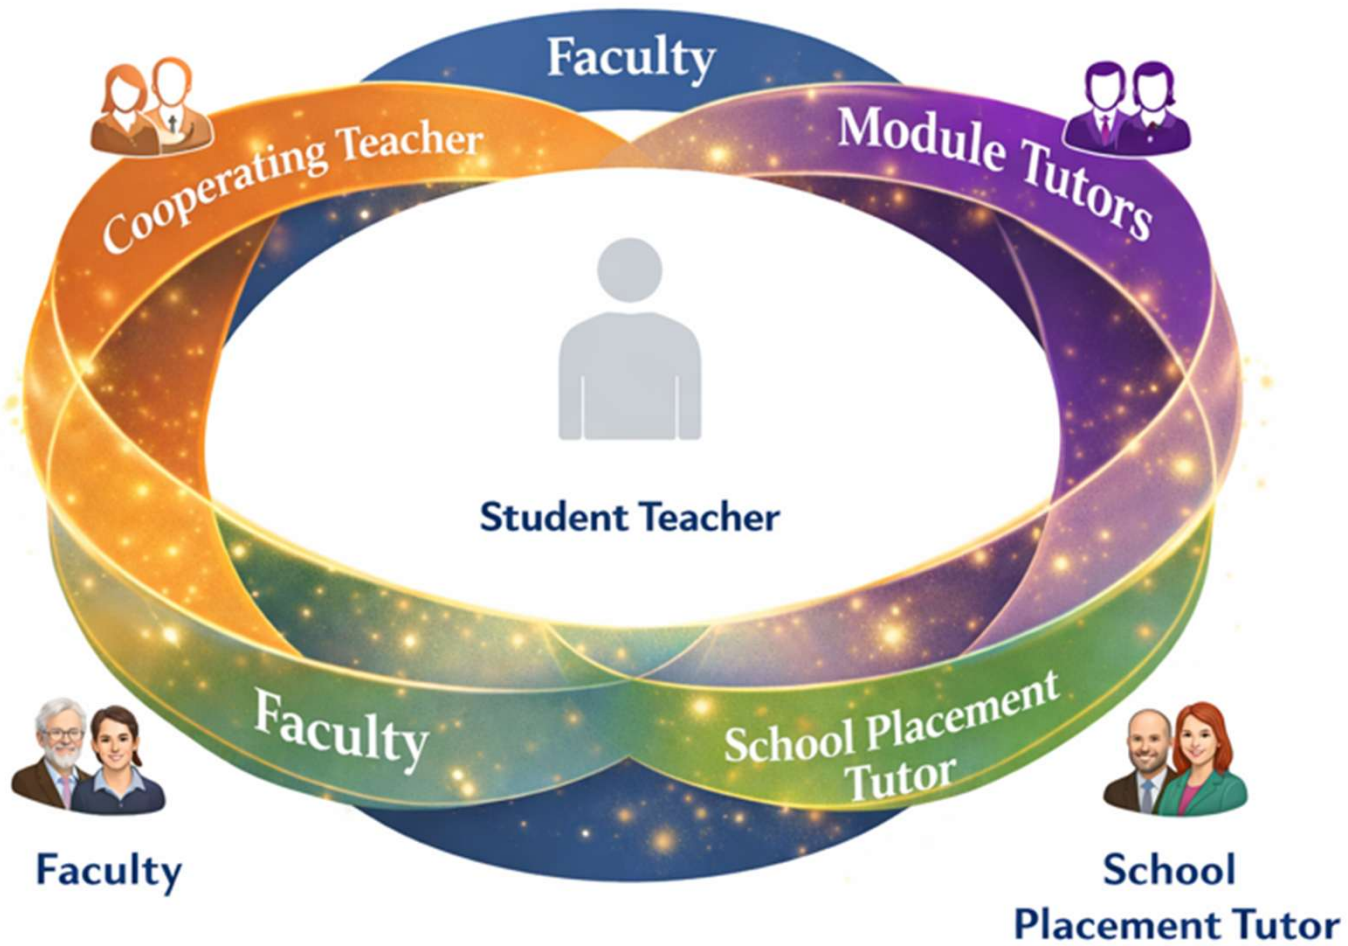 Faculty
Cooperating Teacher
Module Tutors
Student Teacher
Faculty
School Placement
Tutor
Faculty
School
Placement Tutor